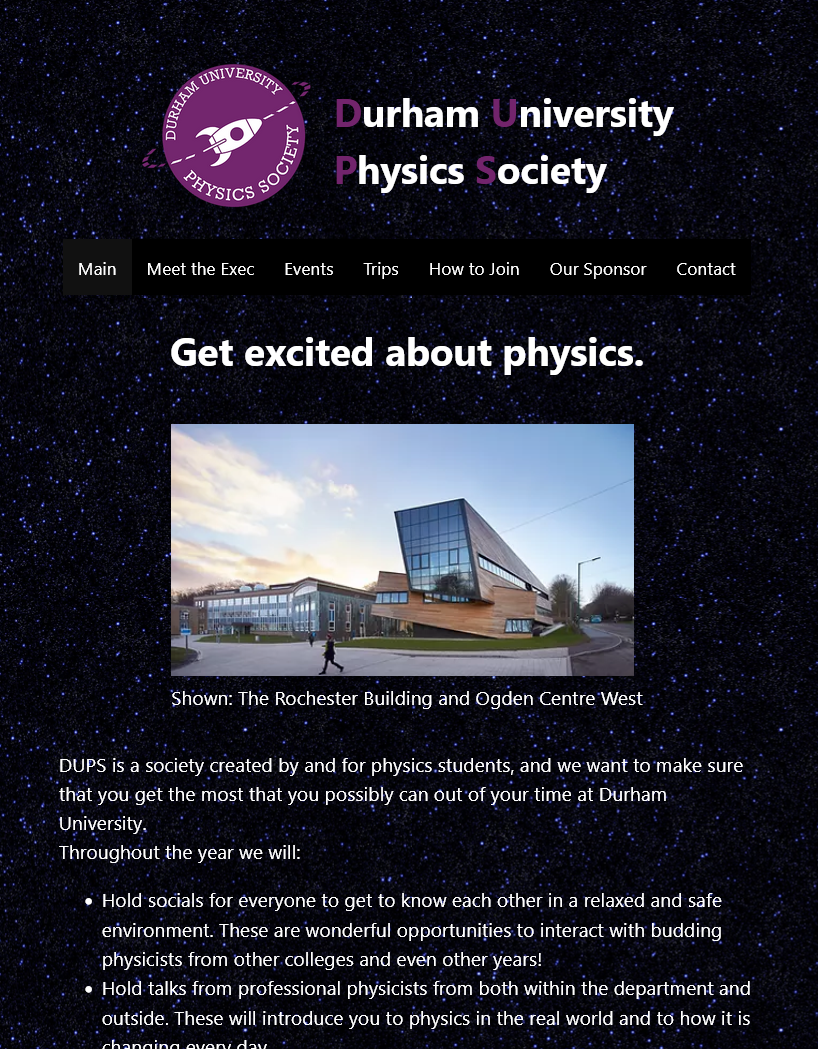 DURHAM UNIVERSITY
PHYSICS SOCIETY
Durham University
Physics Society
Main Meet the Exec Events Trips How to Join Our Sponsor Contact
Get excited about physics.
Shown: The Rochester Building and Ogden Centre West
DUPS is a society created by and for physics students, and we want to make sure
that you get the most that you possibly can out of your time at Durham
University.
Throughout the year we will:
• Hold socials for everyone to get to know each other in a relaxed and safe
environment. These are wonderful opportunities to interact with budding
physicists from other colleges and even other years!
• Hold talks from professional physicists from both within the department and
outside. These will introduce you to physics in the real world and to how it is
changing every day